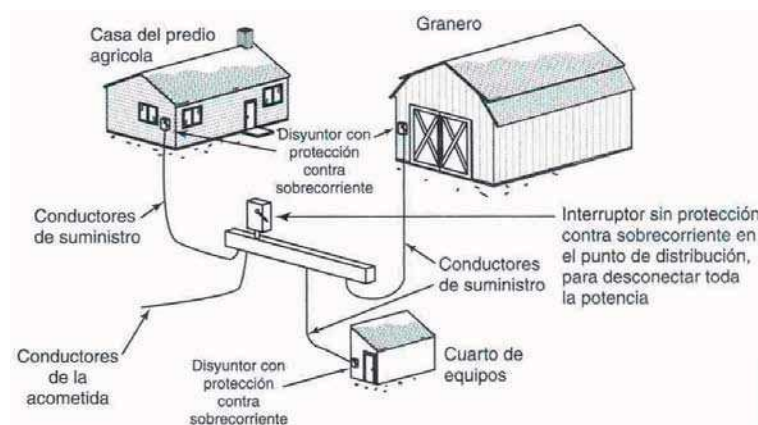 Casa del predio
agricola
Granero
Disyuntor con
protección
contra
sobrecorriente
Conductores
de suministro
Interruptor sin protección
contra sobrecorriente en
el punto de distribución,
para desconectar toda
la potencia
Conductores
de suministro
Conductores
de la
acometida
Disyuntor con
protección
contra
sobrecorriente
Cuarto de
equipos